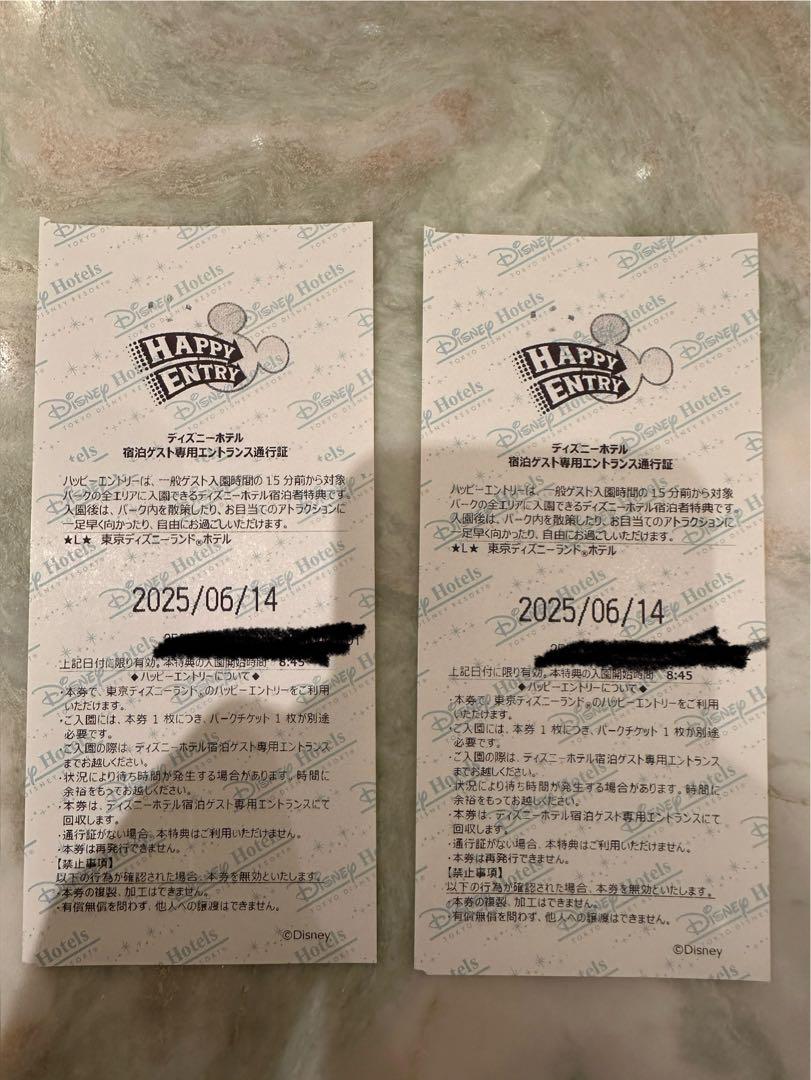 HAPPY
ENTRY
ディズニーホテル
宿泊ゲスト専用エントランス通行証
ハッピーエントリーは、一般ゲスト入園時間の15分前から対象
パークの全エリアに入園できるディズニーホテル宿泊者特典です。
入園後は、パーク内を散策したり、お目当てのアトラクションに
一足早く向かったり、自由にお過ごしいただけます。
★L★ 東京ディズニーランド®ホテル
2025/06/14
上記日付に限り有効。本特典の入園開始時間 8:45
◆ハッピーエントリーについて◆
・本券で、東京ディズニーランド®のハッピーエントリーをご利用
いただけます。
・ご入園には、本券1枚につき、パークチケット1枚が別途
必要です。
・ご入園の際は、ディズニーホテル宿泊ゲスト専用エントランス
までお越しください。
・状況により待ち時間が発生する場合があります。時間に
余裕をもってお越しください。
・本券は、ディズニーホテル宿泊ゲスト専用エントランスにて
回収します。
・通行証がない場合、本特典はご利用いただけません。
・本券は再発行できません。
【禁止事項】
以下の行為が確認された場合、本券を無効といたします。
・本券の複製、加工はできません。
・有償無償を問わず、他人への譲渡はできません。
©Disney
HAPPY
ENTRY
ディズニーホテル
宿泊ゲスト専用エントランス通行証
ハッピーエントリーは、一般ゲスト入園時間の15分前から対象
パークの全エリアに入園できるディズニーホテル宿泊者特典です。
入園後は、パーク内を散策したり、お目当てのアトラクションに
一足早く向かったり、自由にお過ごしいただけます。
★L★ 東京ディズニーランド®ホテル
2025/06/14
上記日付に限り有効。本特典の入園開始時間 8:45
◆ハッピーエントリーについて◆
・本券で、東京ディズニーランド®のハッピーエントリーをご利用
いただけます。
・ご入園には、本券1枚につき、パークチケット1枚が別途
必要です。
・ご入園の際は、ディズニーホテル宿泊ゲスト専用エントランス
までお越しください。
・状況により待ち時間が発生する場合があります。時間に
余裕をもってお越しください。
・本券は、ディズニーホテル宿泊ゲスト専用エントランスにて
回収します。
・通行証がない場合、本特典はご利用いただけません。
・本券は再発行できません。
【禁止事項】
以下の行為が確認された場合、本券を無効といたします。
・本券の複製、加工はできません。
・有償無償を問わず、他人への譲渡はできません。
©Disney